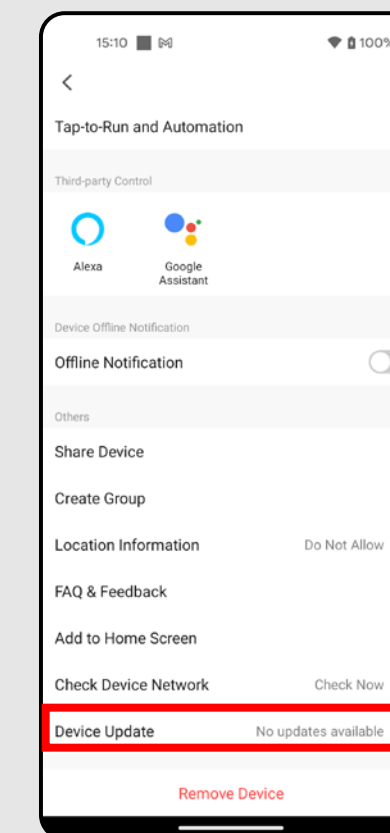 15:10 100%
Tap-to-Run and Automation
Third-party Control
Alexa Google
Assistant
Device Offline Notification
Offline Notification
Others
Share Device
Create Group
Location Information Do Not Allow
FAQ & Feedback
Add to Home Screen
Check Device Network Check Now
Device Update No updates available
Remove Device